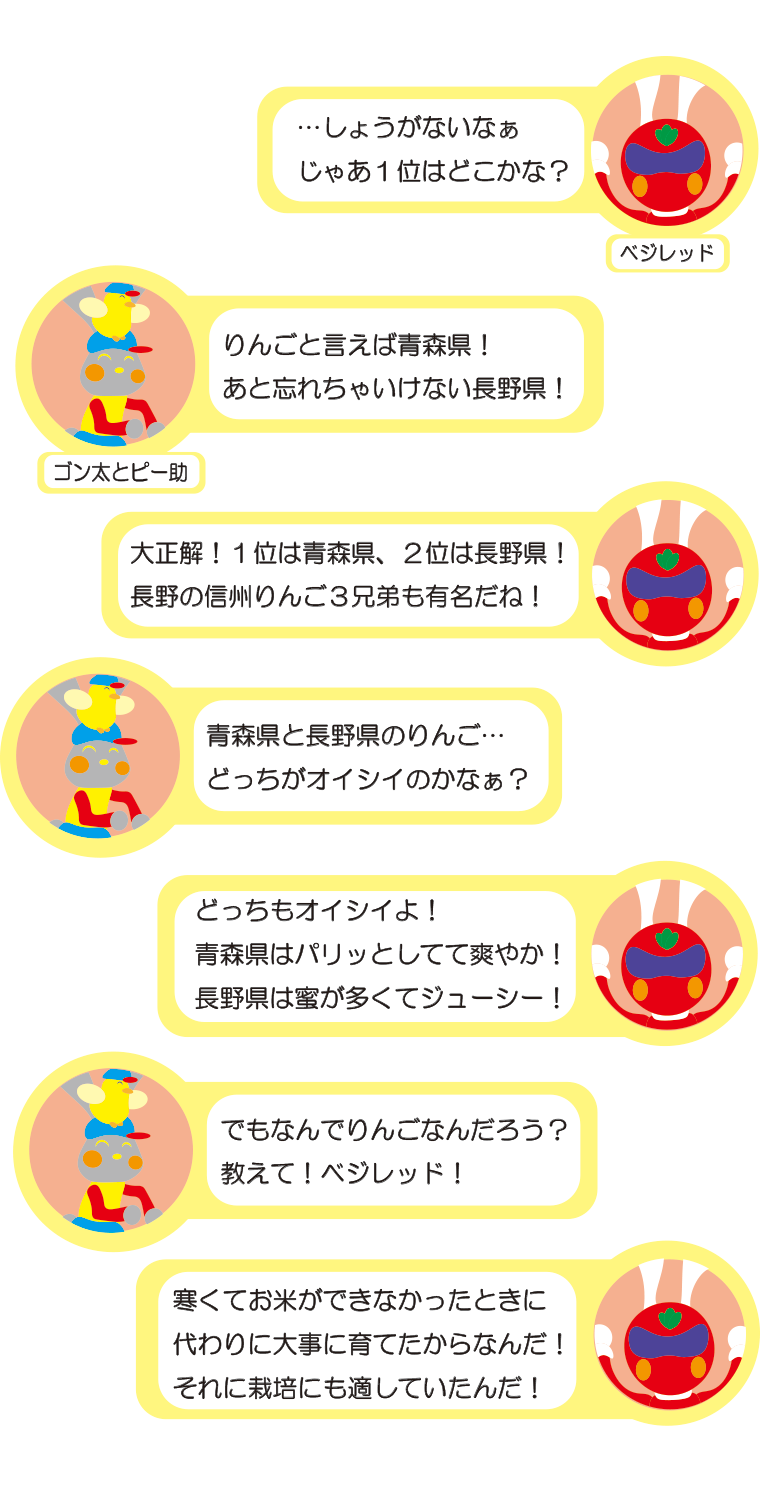 …しょうがないなぁ
じゃあ１位はどこかな？
ベジレッド
りんごと言えば青森県！
あと忘れちゃいけない長野県！
ゴン太とピー助
大正解！１位は青森県、２位は長野県！
長野の信州りんご３兄弟も有名だね！
青森県と長野県のりんご…
どっちがオイシイのかなぁ？
どっちもオイシイよ！
青森県はパリッとしてて爽やか！
長野県は蜜が多くてジューシー！
でもなんでりんごなんだろう？
教えて！ベジレッド！
寒くてお米ができなかったときに
代わりに大事に育てたからなんだ！
それに栽培にも適していたんだ！